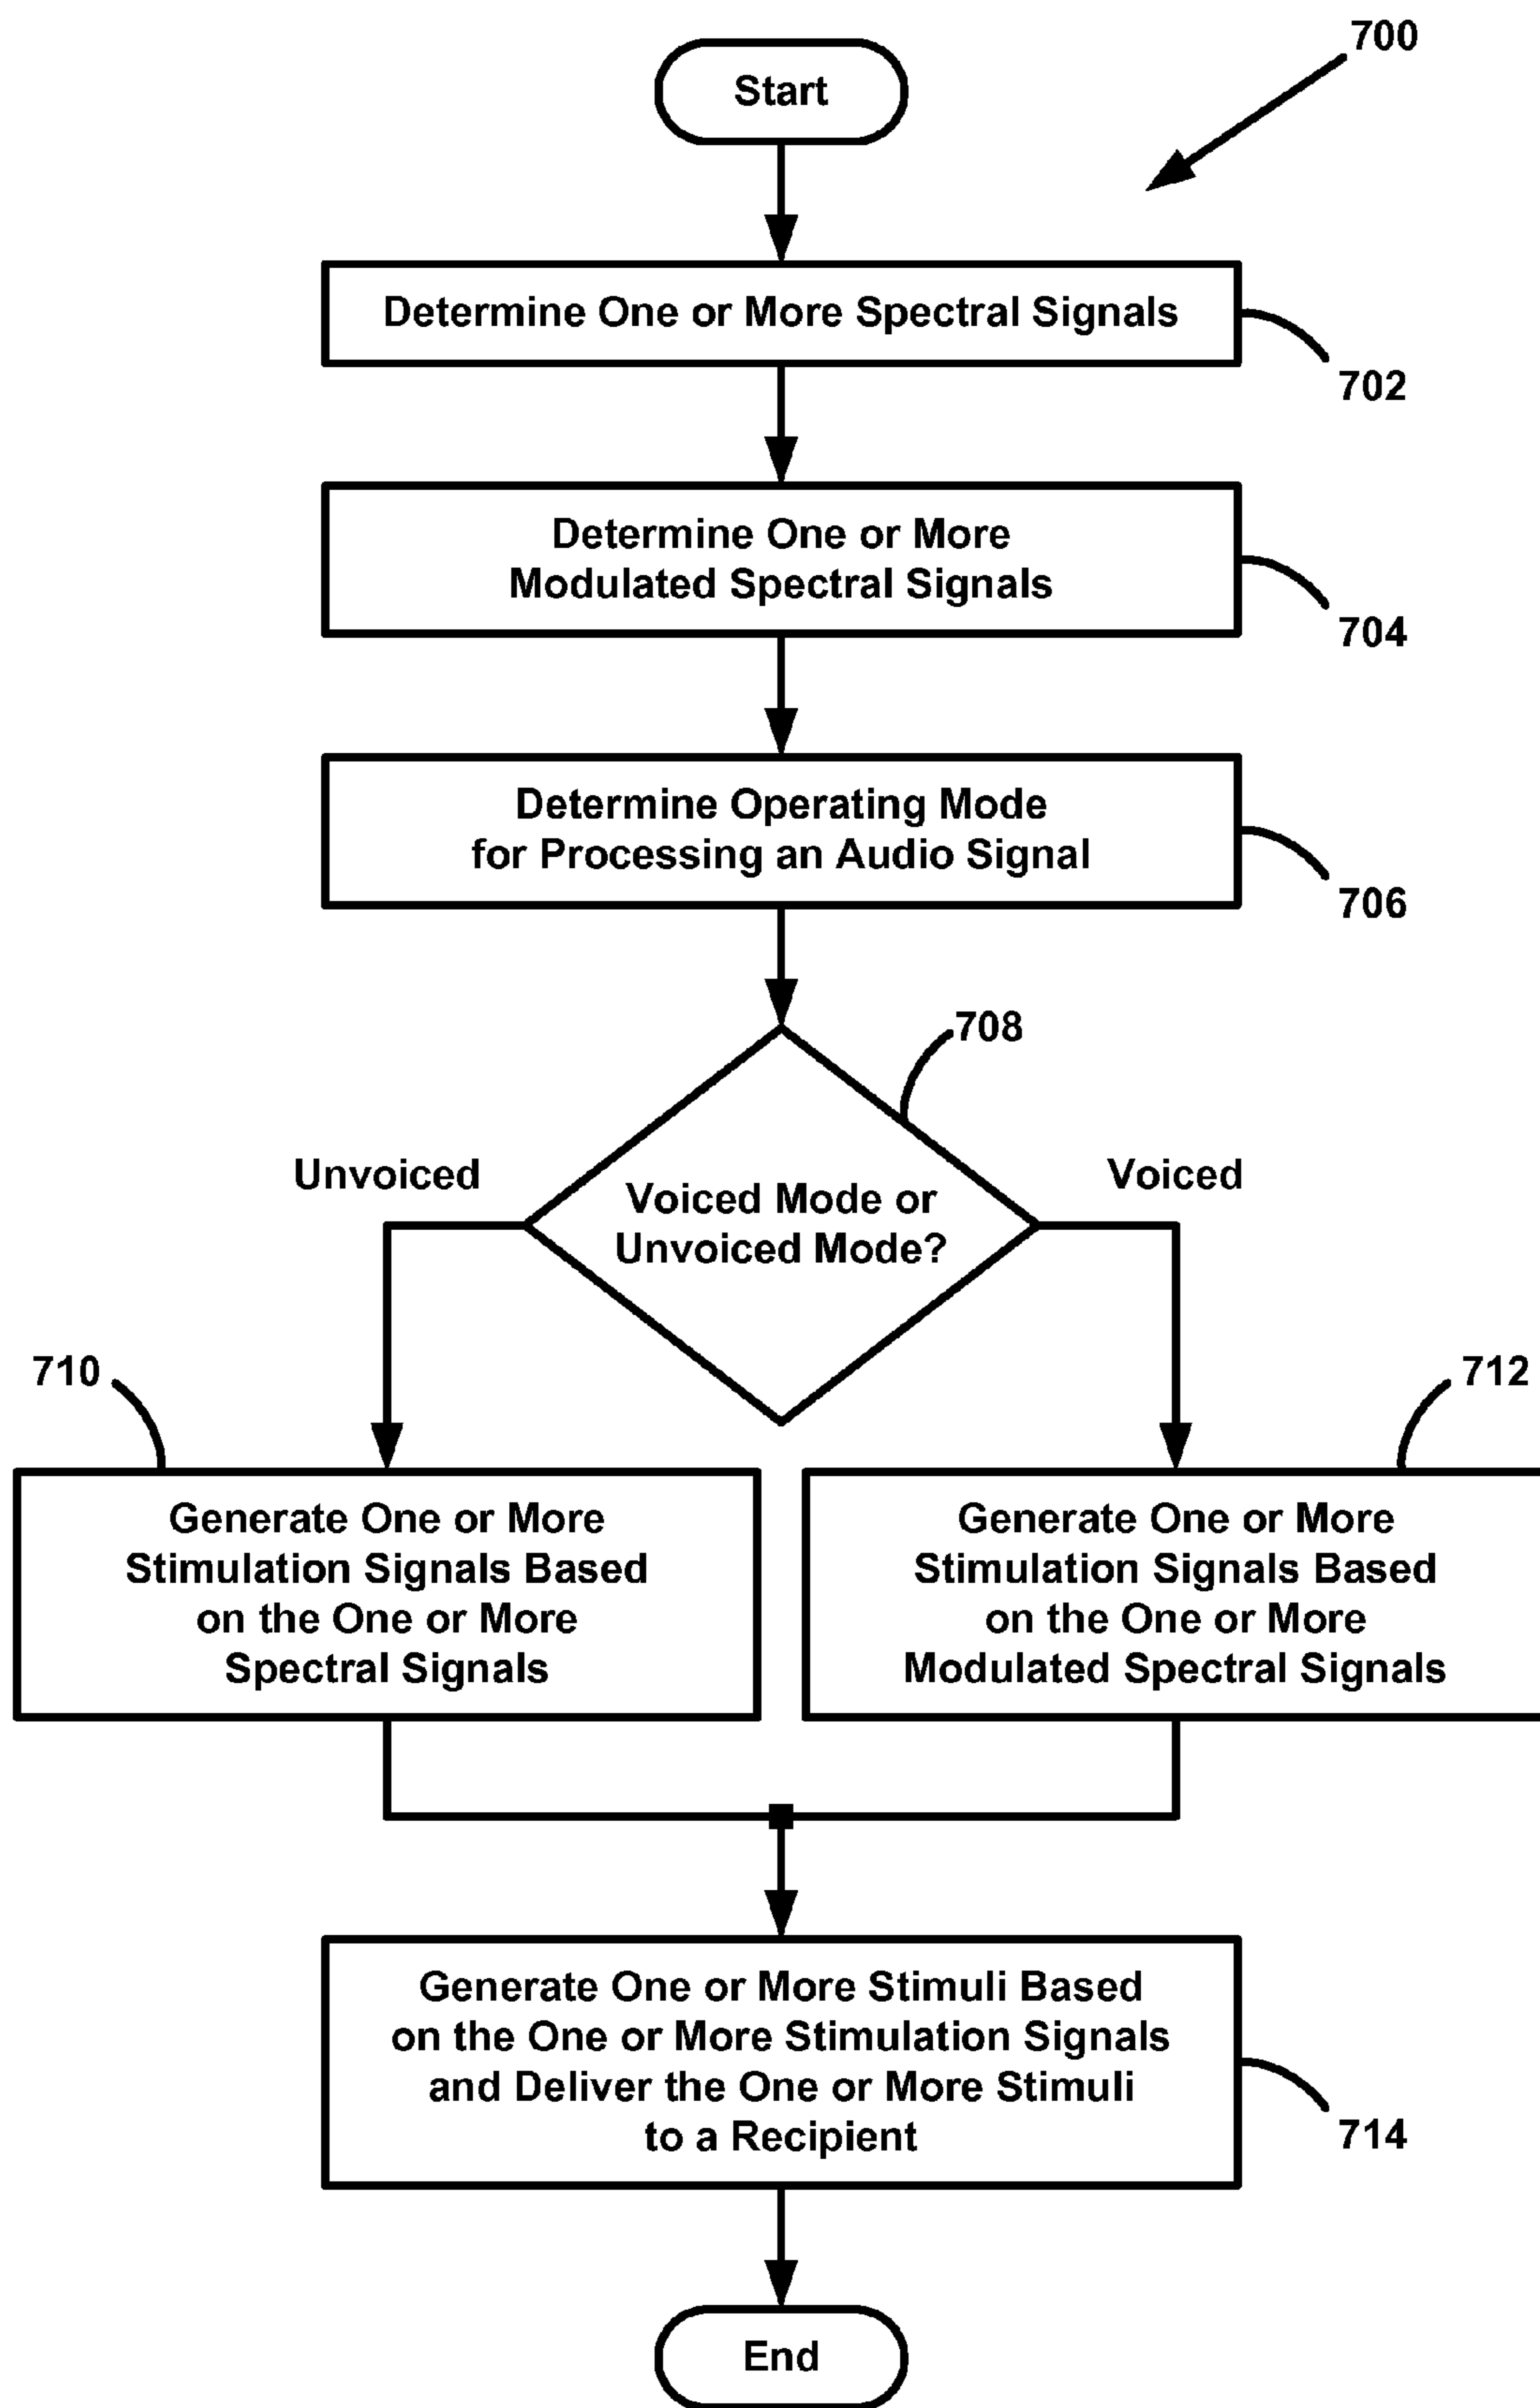 700
Start
Determine One or More Spectral Signals
702
Determine One or More
Modulated Spectral Signals
704
Determine Operating Mode
for Processing an Audio Signal
706
708
Unvoiced
Voiced
Voiced Mode or
Unvoiced Mode?
710
712
Generate One or More
Stimulation Signals Based
on the One or More
Spectral Signals
Generate One or More
Stimulation Signals Based
on the One or More
Modulated Spectral Signals
Generate One or More Stimuli Based
on the One or More Stimulation Signals
and Deliver the One or More Stimuli
to a Recipient
714
End